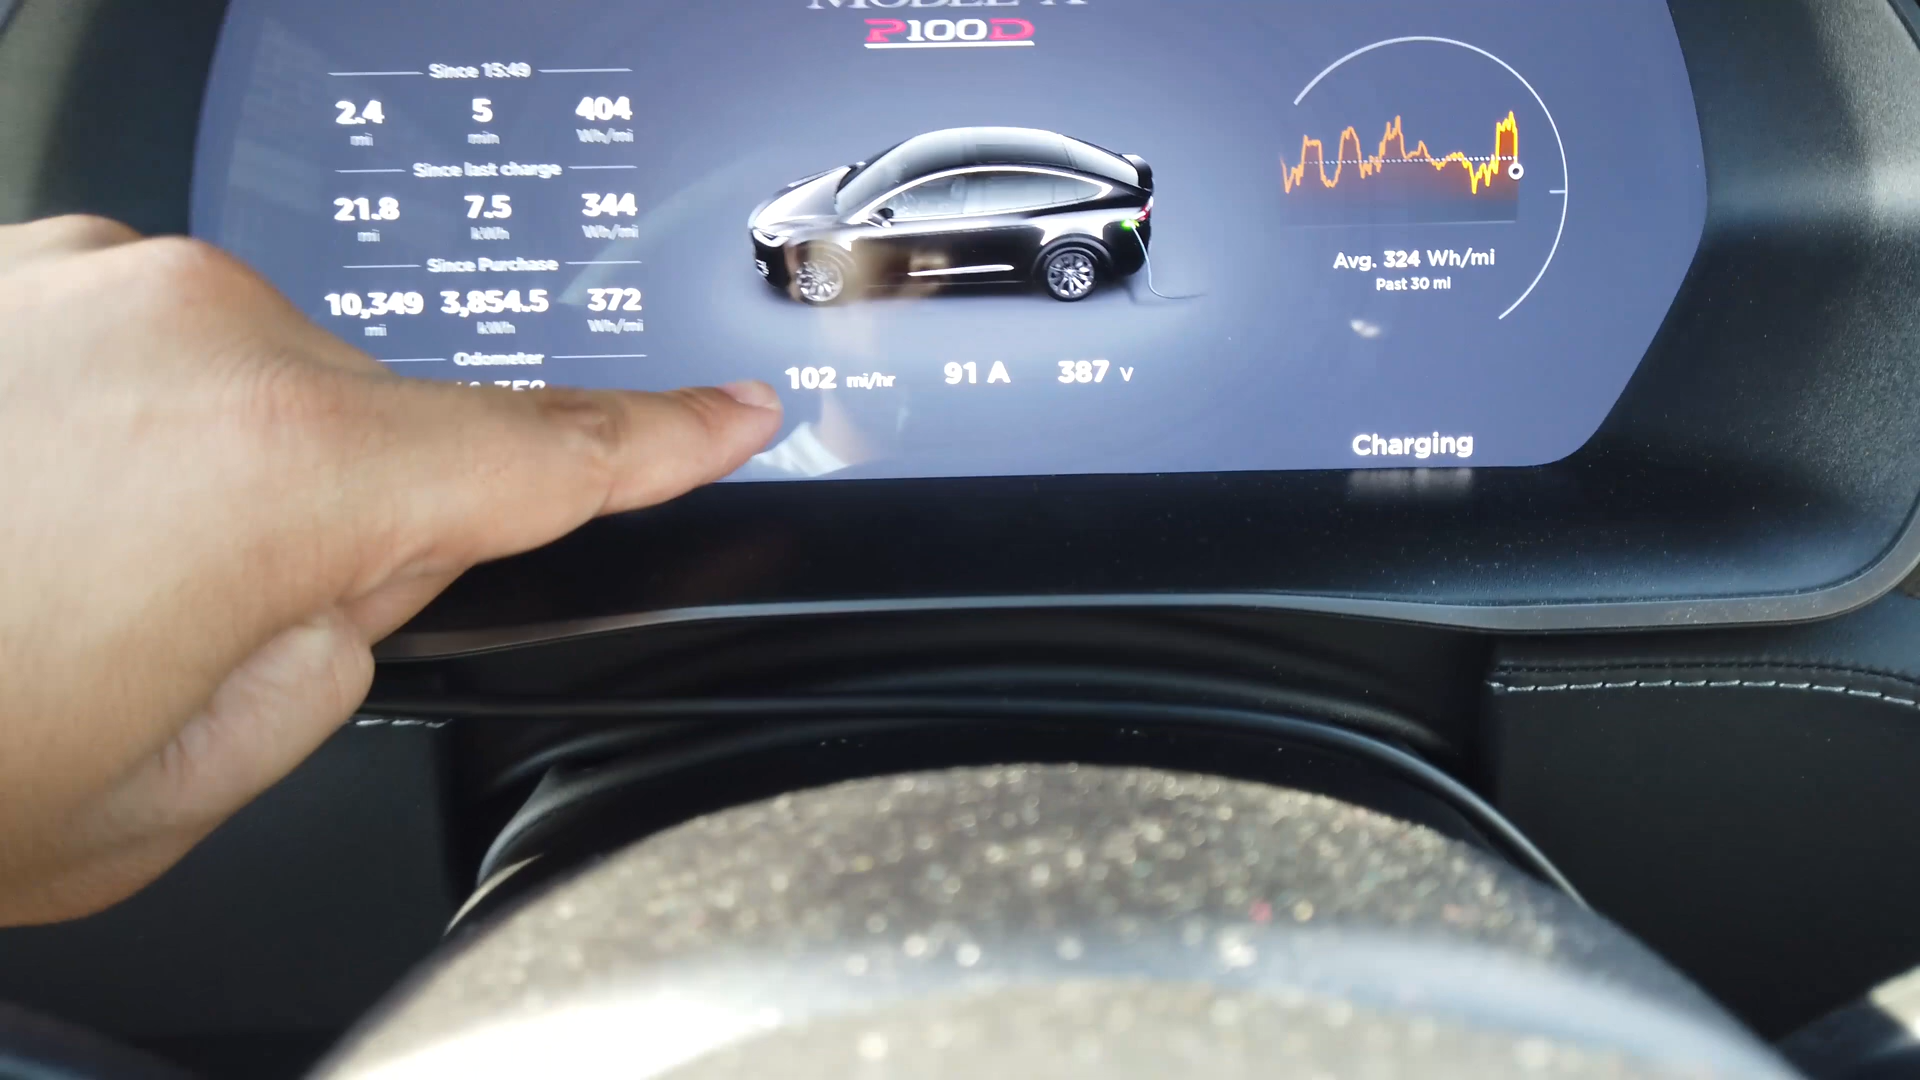 MODEL X
P100D
Since 15:49
2.4 5 404
mi min Wh/mi
Since last charge
21.8 7.5 344
mi kWh Wh/mi
Since Purchase
10,349 3,854.5 372
mi kWh Wh/mi
Odometer
102 mi/hr 91 A 387 V
Avg. 324 Wh/mi
Past 30 mi
Charging